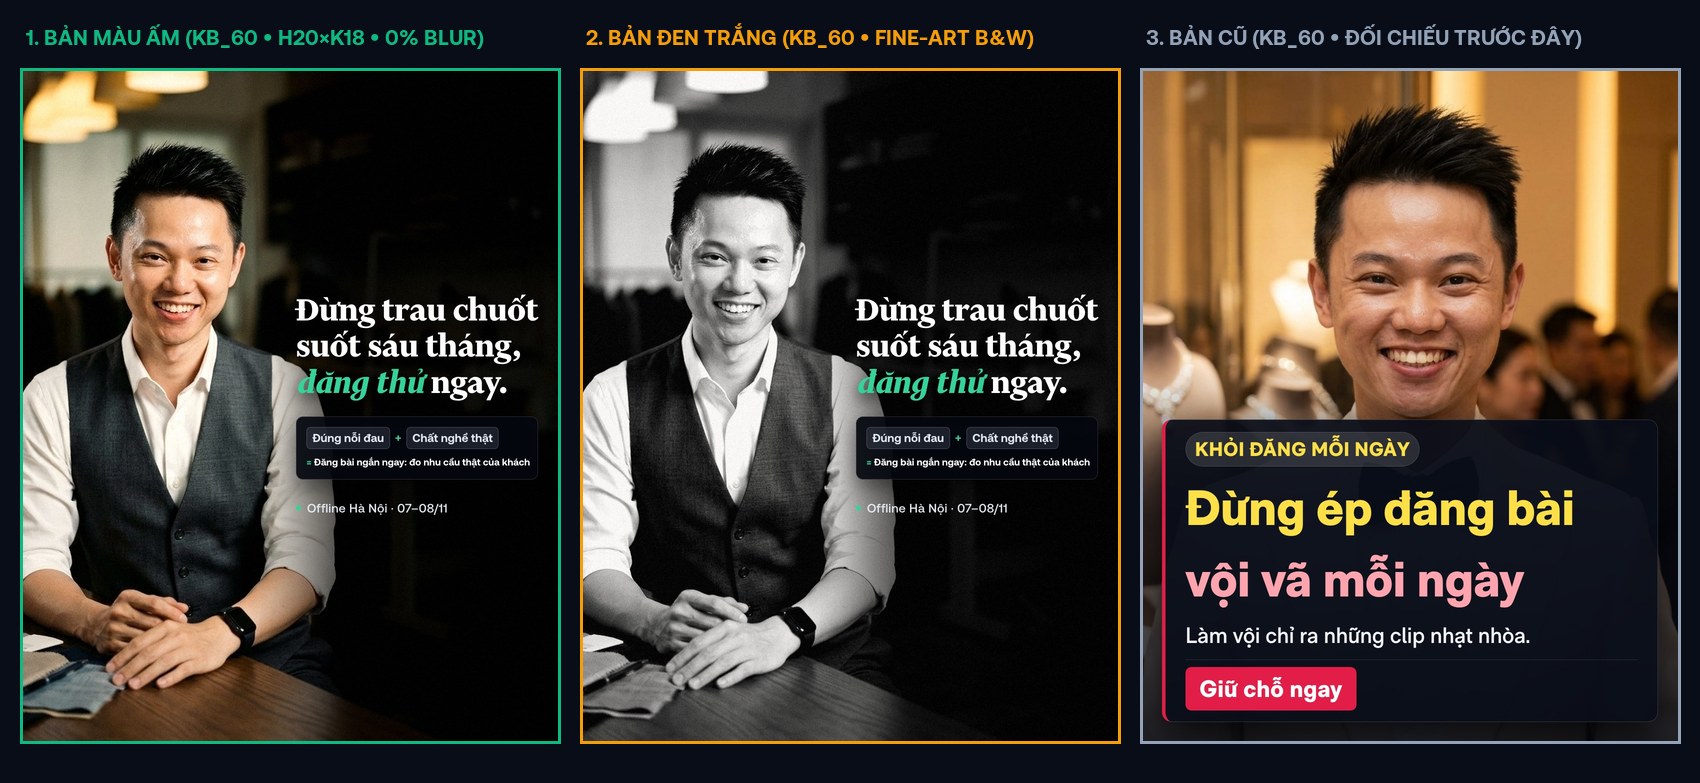 1. BẢN MÀU ẤM (KB_60 • H20×K18 • 0% BLUR)
Đừng trau chuốt
suốt sáu tháng,
đăng thử ngay.
Đúng nỗi đau + Chất nghề thật
= Đăng bài ngắn ngay: đo nhu cầu thật của khách
Offline Hà Nội · 07–08/11
2. BẢN ĐEN TRẮNG (KB_60 • FINE-ART B&W)
Đừng trau chuốt
suốt sáu tháng,
đăng thử ngay.
Đúng nỗi đau + Chất nghề thật
= Đăng bài ngắn ngay: đo nhu cầu thật của khách
Offline Hà Nội · 07–08/11
3. BẢN CŨ (KB_60 • ĐỐI CHIẾU TRƯỚC ĐÂY)
KHỎI ĐĂNG MỖI NGÀY
Đừng ép đăng bài
vội vã mỗi ngày
Làm vội chỉ ra những clip nhạt nhòa.
Giữ chỗ ngay